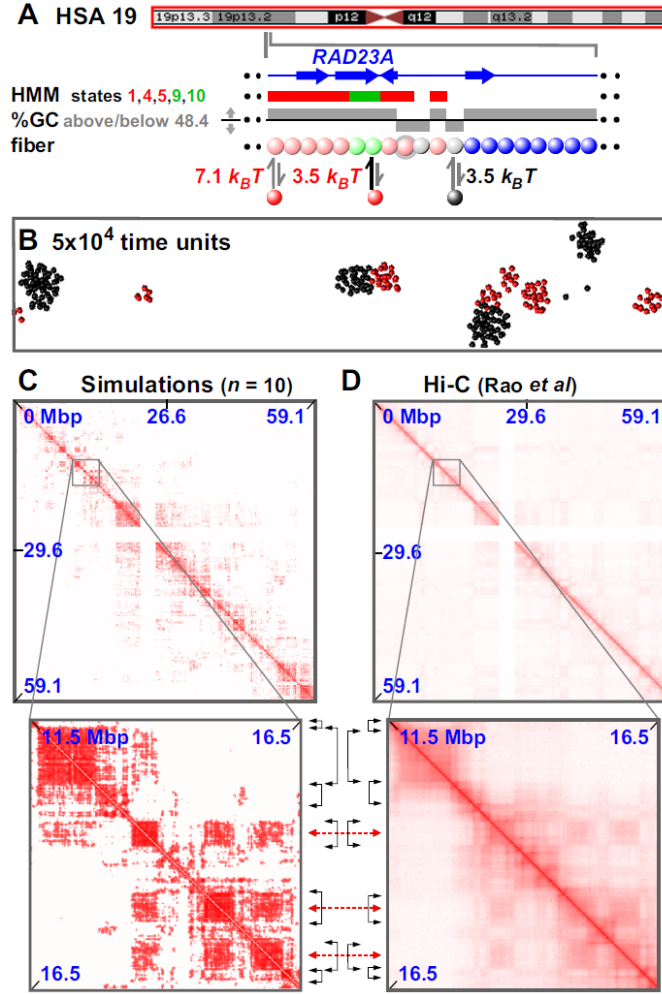 A HSA 19
19p13.3 19p13.2 p12 q12 q13.2
RAD23A
HMM states 1,4,5,9,10
%GC above/below 48.4
fiber
7.1 kBT 3.5 kBT 3.5 kBT
B 5x10⁴ time units
C Simulations (n = 10) D Hi-C (Rao et al)
0 Mbp 26.6 59.1 0 Mbp 29.6 59.1
29.6 29.6
59.1 59.1
11.5 Mbp 16.5 11.5 Mbp 16.5
16.5 16.5